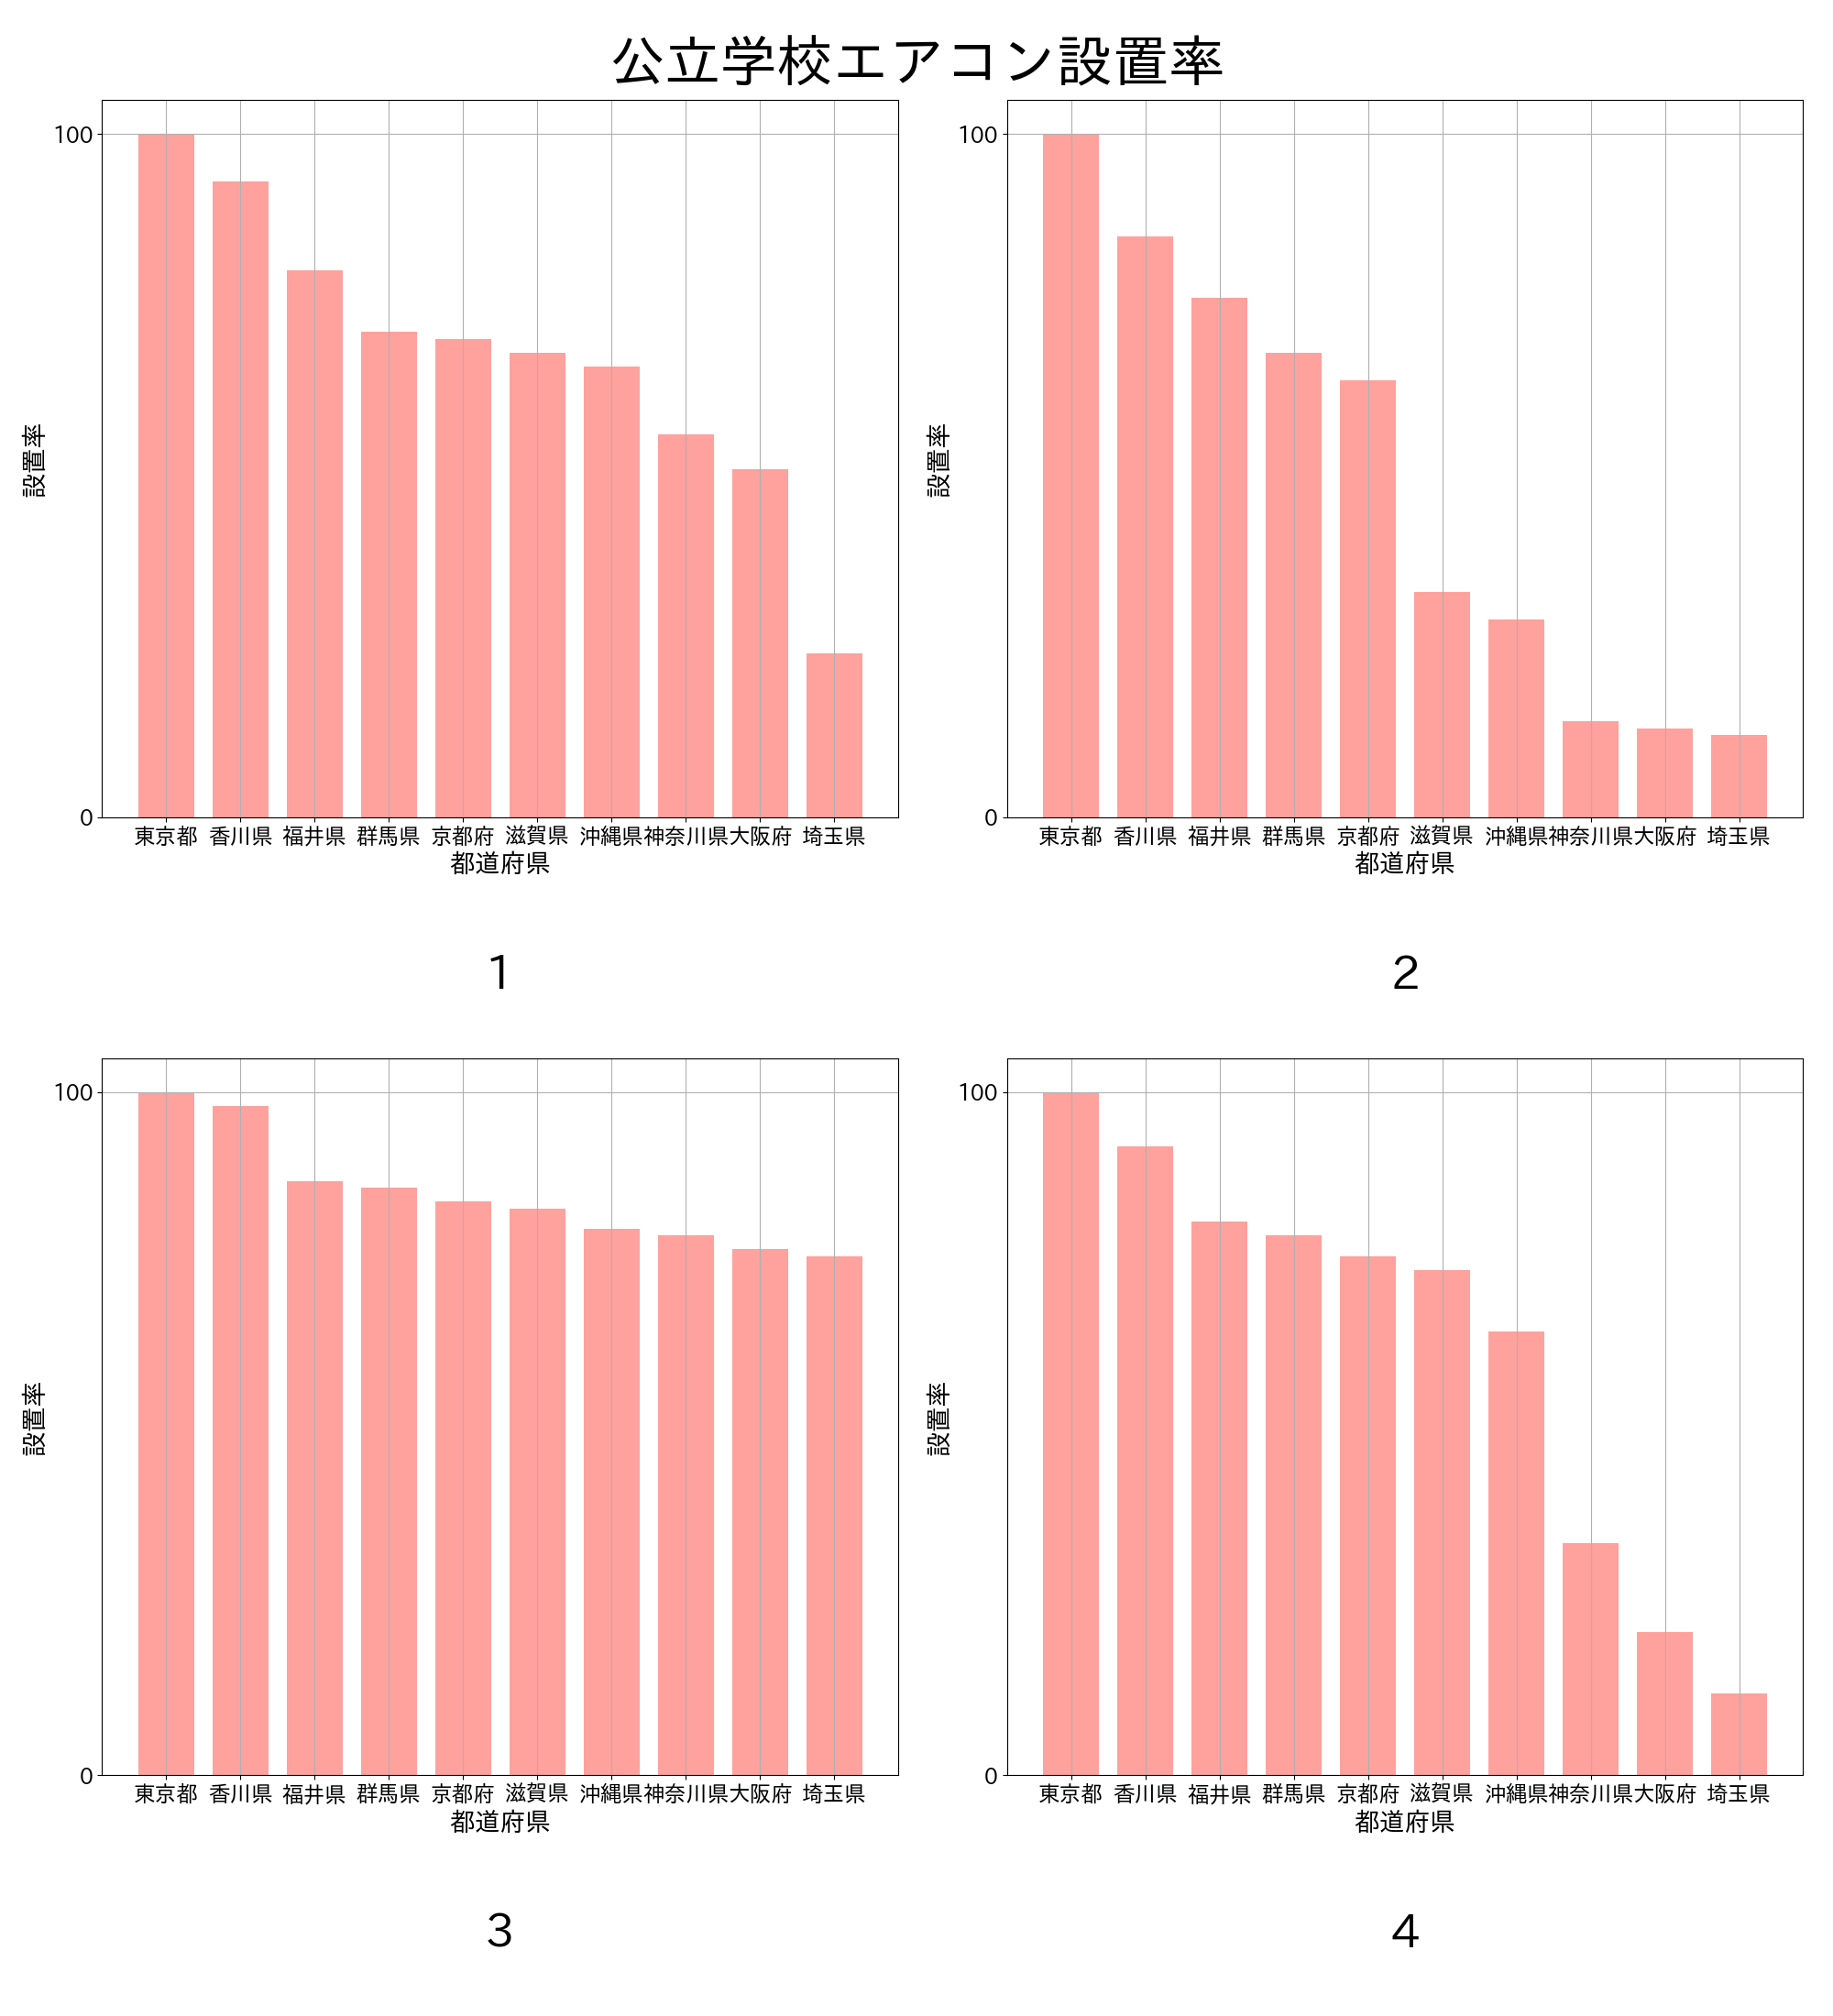 公立学校エアコン設置率
100
0
設置率
東京都 香川県 福井県 群馬県 京都府 滋賀県 沖縄県 神奈川県 大阪府 埼玉県
都道府県
1
100
0
設置率
東京都 香川県 福井県 群馬県 京都府 滋賀県 沖縄県 神奈川県 大阪府 埼玉県
都道府県
2
100
0
設置率
東京都 香川県 福井県 群馬県 京都府 滋賀県 沖縄県 神奈川県 大阪府 埼玉県
都道府県
3
100
0
設置率
東京都 香川県 福井県 群馬県 京都府 滋賀県 沖縄県 神奈川県 大阪府 埼玉県
都道府県
4